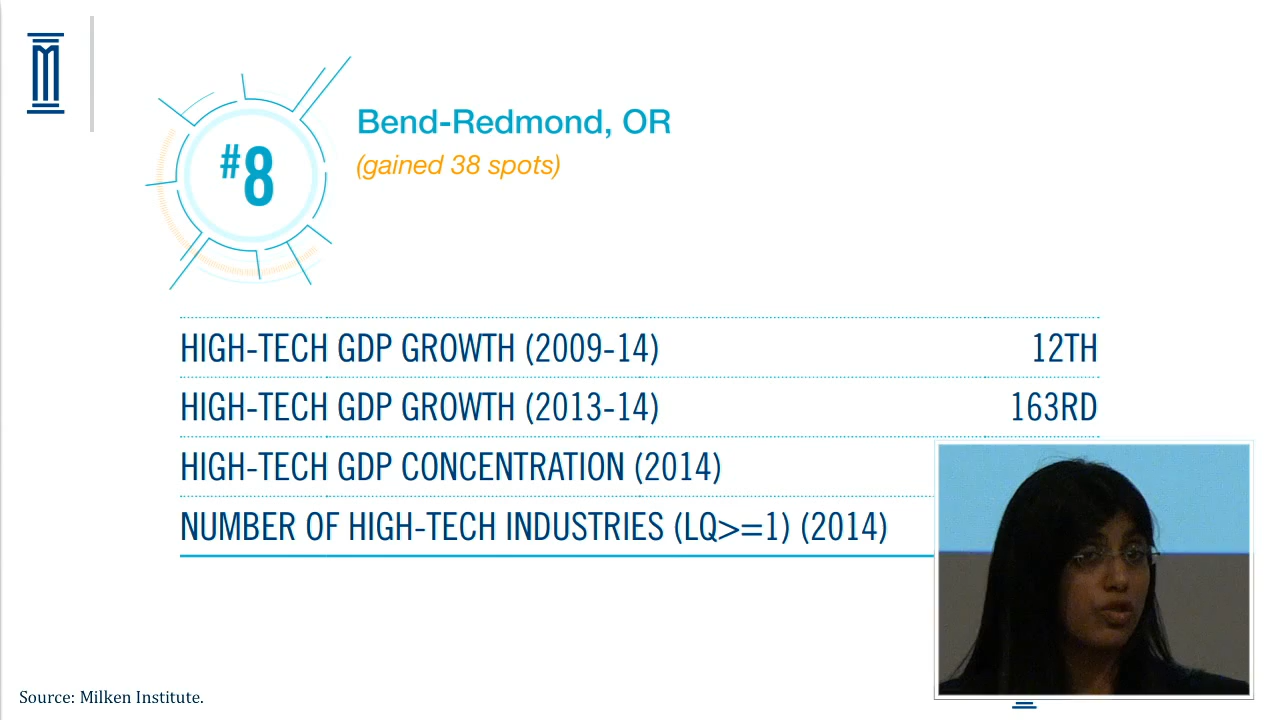 #8
Bend-Redmond, OR
(gained 38 spots)
HIGH-TECH GDP GROWTH (2009-14) 12TH
HIGH-TECH GDP GROWTH (2013-14) 163RD
HIGH-TECH GDP CONCENTRATION (2014)
NUMBER OF HIGH-TECH INDUSTRIES (LQ>=1) (2014)
Source: Milken Institute.